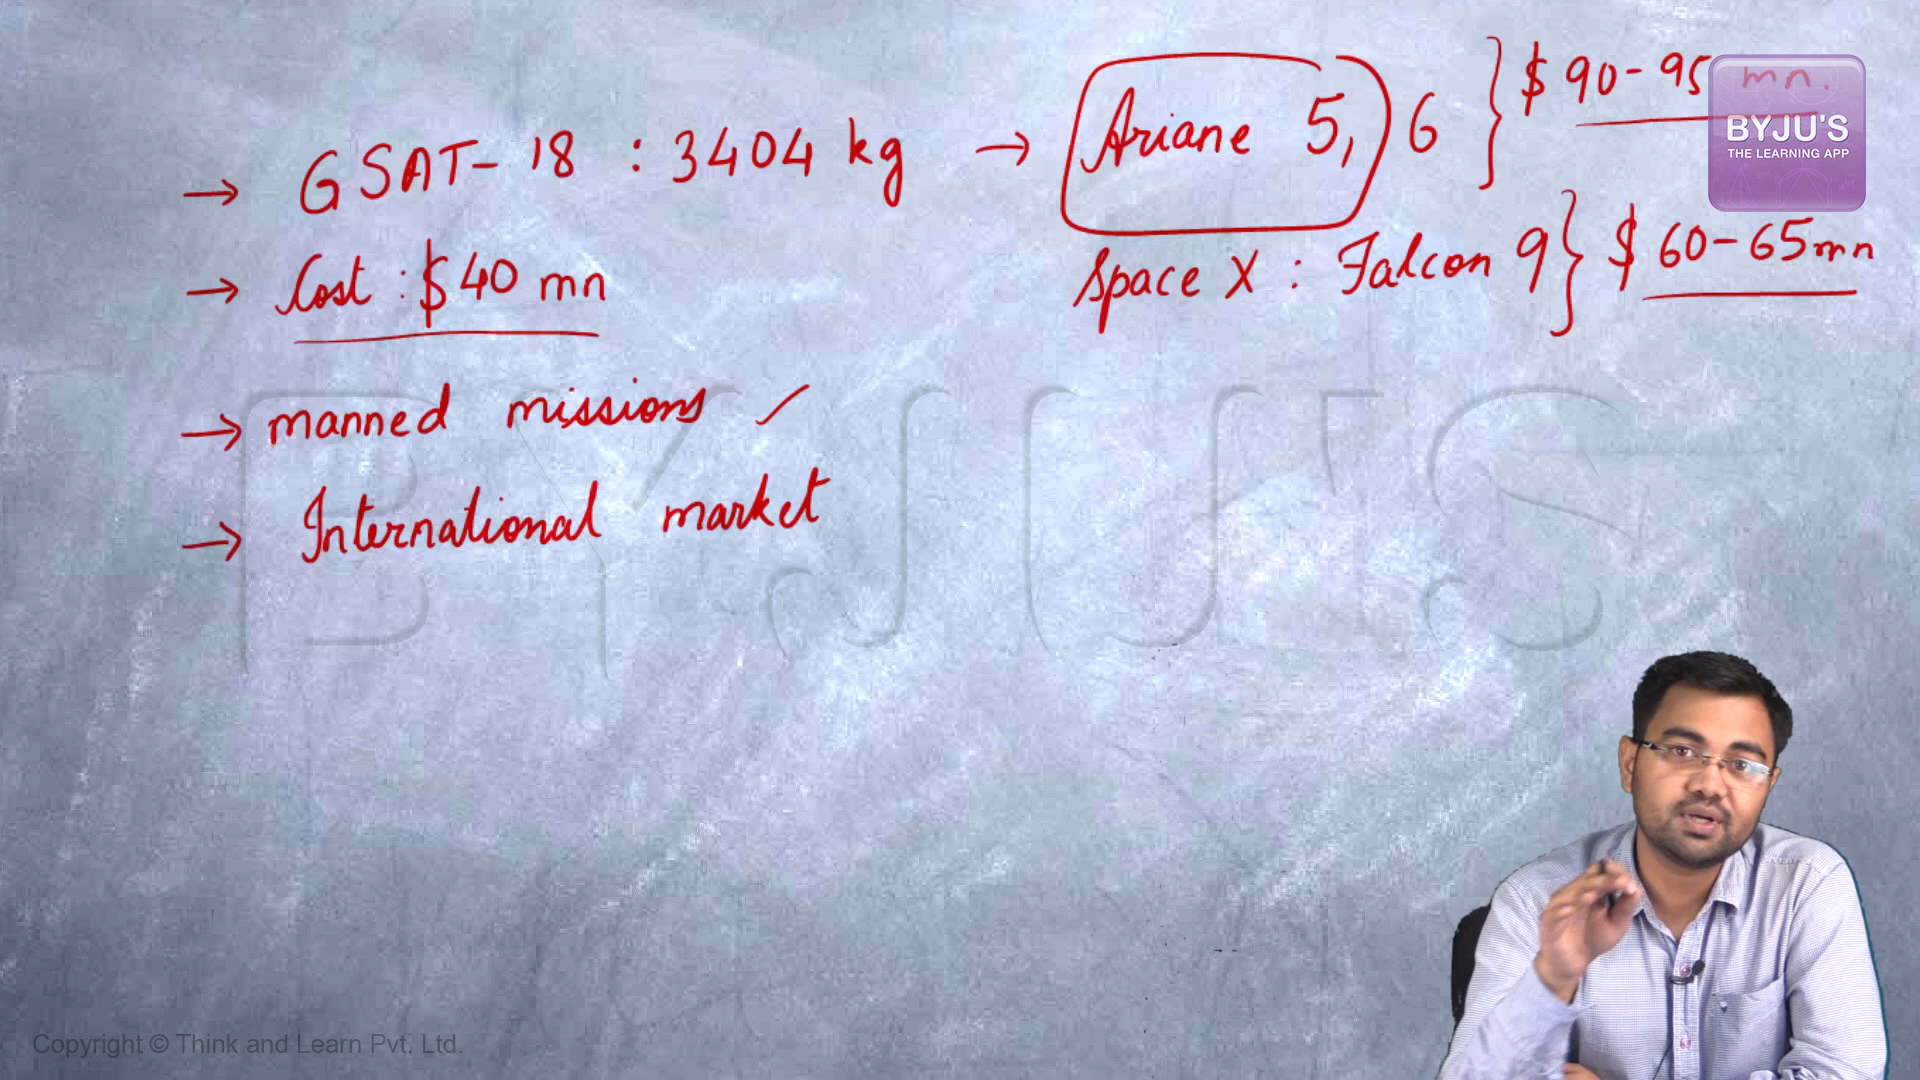 → GSAT-18 : 3404 kg → Ariane 5, 6 } $ 90-95 mn.
BYJU'S
THE LEARNING APP
→ Cost : $ 40 mn
Space X : Falcon 9 } $ 60-65 mn
→ manned missions ✓
→ International market
BYJU'S
Copyright © Think and Learn Pvt. Ltd.